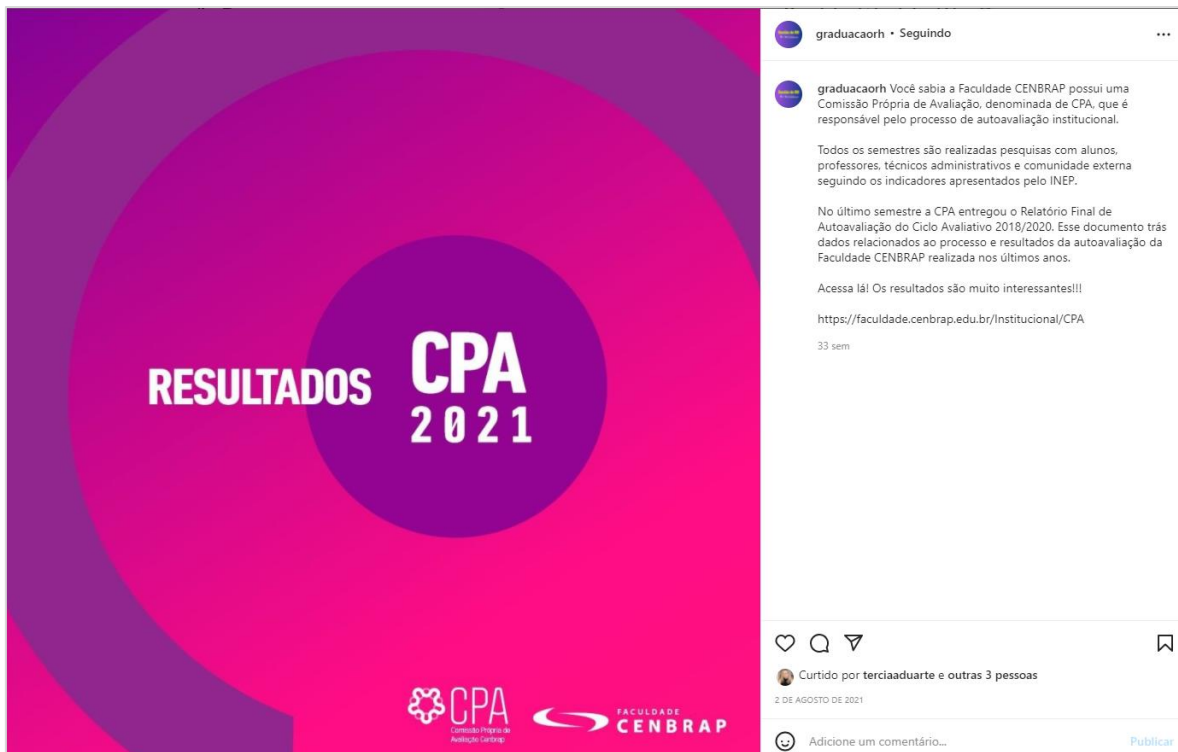 RESULTADOS
CPA
2021
CPA
Comissão Própria de
Avaliação Cenbrap
FACULDADE
CENBRAP
graduacaorh • Seguindo
graduacaorh Você sabia a Faculdade CENBRAP possui uma
Comissão Própria de Avaliação, denominada de CPA, que é
responsável pelo processo de autoavaliação institucional.
Todos os semestres são realizadas pesquisas com alunos,
professores, técnicos administrativos e comunidade externa
seguindo os indicadores apresentados pelo INEP.
No último semestre a CPA entregou o Relatório Final de
Autoavaliação do Ciclo Avaliativo 2018/2020. Esse documento trás
dados relacionados ao processo e resultados da autoavaliação da
Faculdade CENBRAP realizada nos últimos anos.
Acessa lá! Os resultados são muito interessantes!!!
https://faculdade.cenbrap.edu.br/Institucional/CPA
33 sem
Curtido por terciaaduarte e outras 3 pessoas
2 DE AGOSTO DE 2021
Adicione um comentário...
Publicar